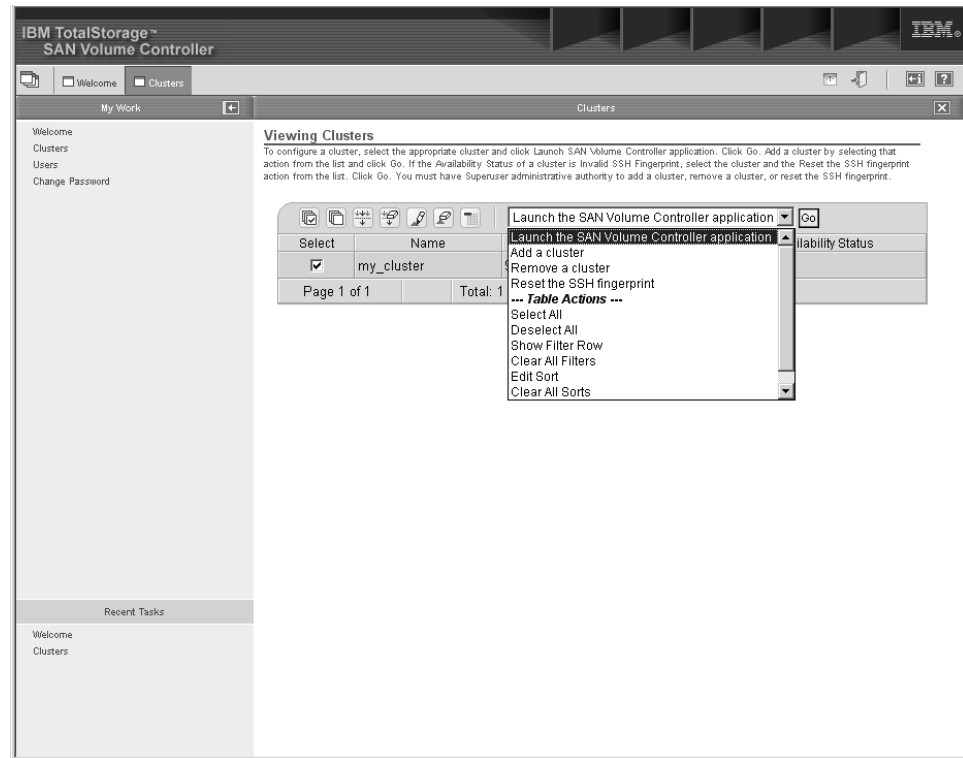 IBM TotalStorage™
SAN Volume Controller
IBM®
Welcome
Clusters
My Work
Clusters
Welcome
Clusters
Users
Change Password
Viewing Clusters
To configure a cluster, select the appropriate cluster and click Launch SAN Volume Controller application. Click Go. Add a cluster by selecting that
action from the list and click Go. If the Availability Status of a cluster is Invalid SSH Fingerprint, select the cluster and the Reset the SSH fingerprint
action from the list. Click Go. You must have Superuser administrative authority to add a cluster, remove a cluster, or reset the SSH fingerprint.
Launch the SAN Volume Controller application Go
Select Name ilability Status
my_cluster
Page 1 of 1 Total: 1
Launch the SAN Volume Controller application
Add a cluster
Remove a cluster
Reset the SSH fingerprint
--- Table Actions ---
Select All
Deselect All
Show Filter Row
Clear All Filters
Edit Sort
Clear All Sorts
Recent Tasks
Welcome
Clusters